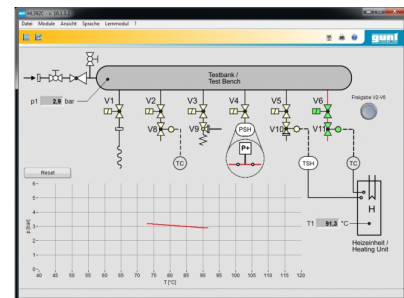 Datei Module Ansicht Sprache Lernmodul ?
gunt
Testbank /
Test Bench
p1 2,9 bar
V1 V2 V3 V4 V5 V6
Freigabe V2-V6
V8 V9 V10 V11
PSH
P+
TC TSH TC
Reset
H
T1 91,3 °C
Heizeinheit /
Heating Unit
p [bar]
6
5
4
3
2
1
0
40 45 50 55 60 65 70 75 80 85 90 95 100 105 110 115 120
T [°C]